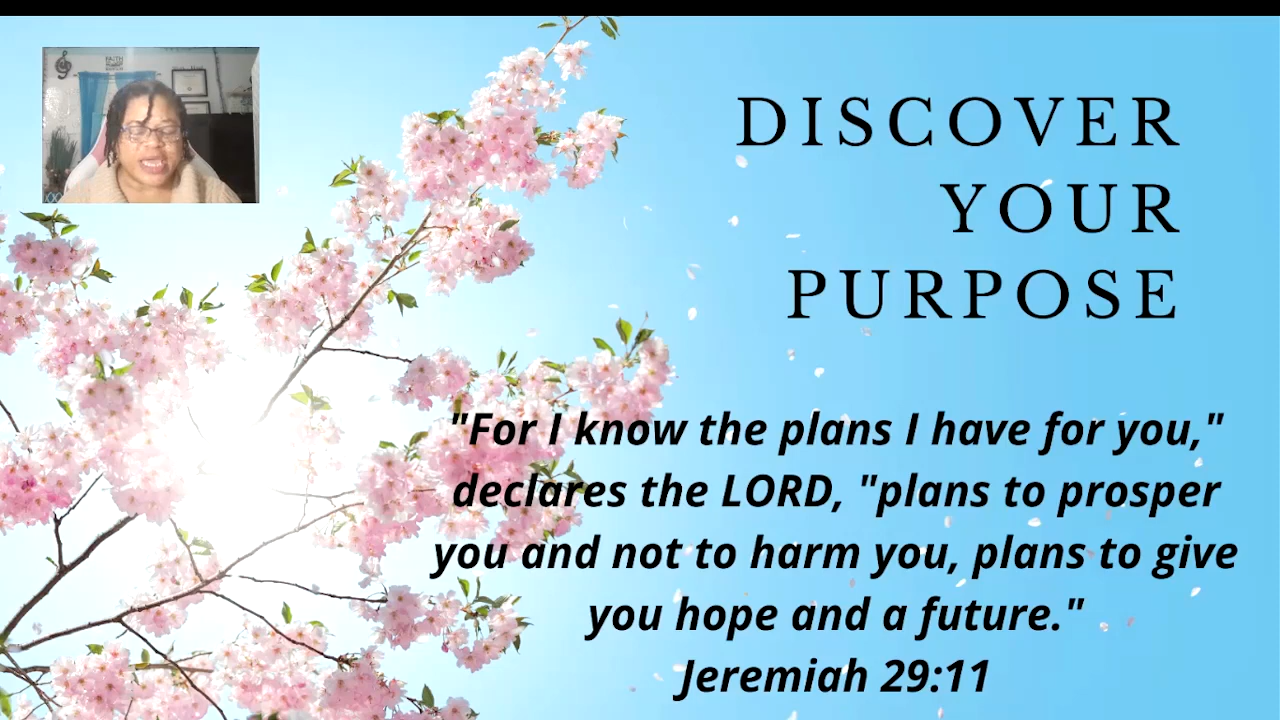 DISCOVER
YOUR
PURPOSE
"For I know the plans I have for you,"
declares the LORD, "plans to prosper
you and not to harm you, plans to give
you hope and a future."
Jeremiah 29:11
FAITH